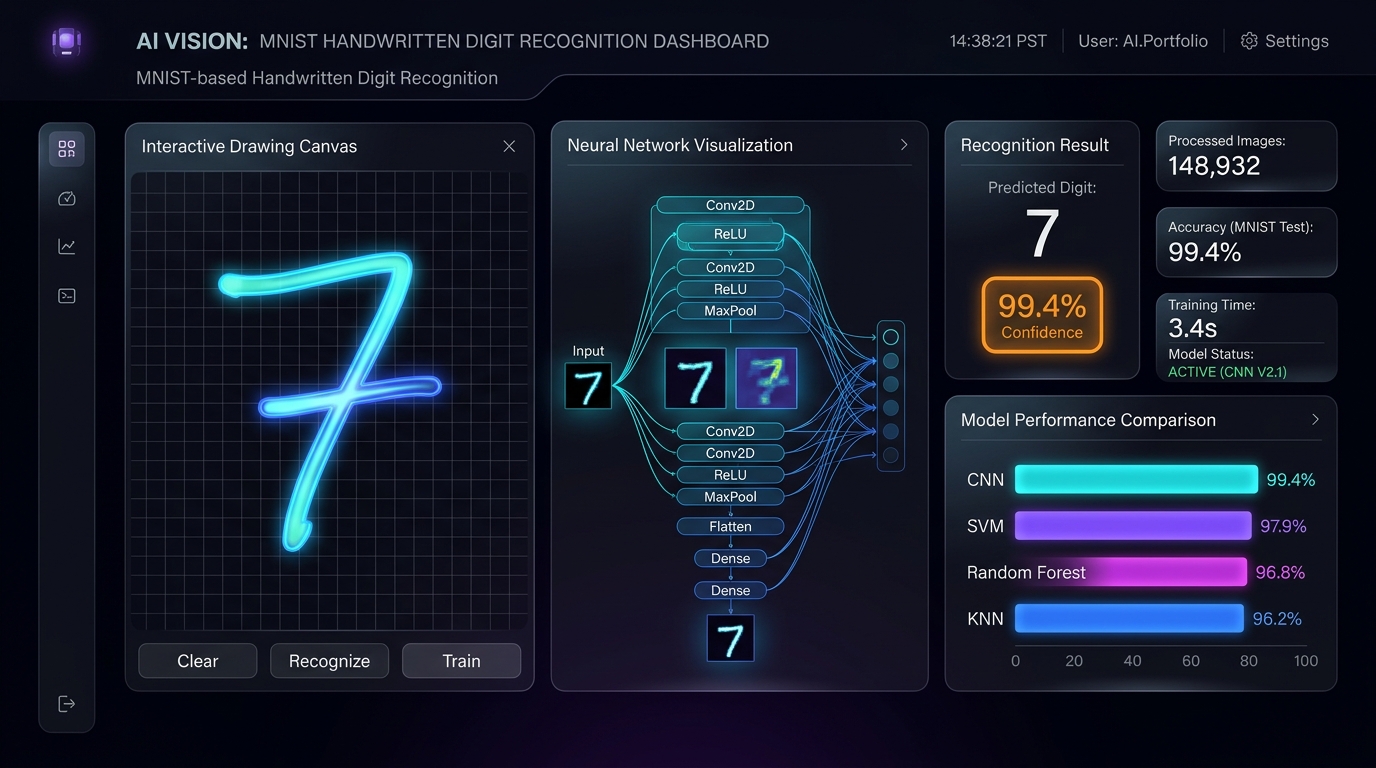 AI VISION: MNIST HANDWRITTEN DIGIT RECOGNITION DASHBOARD
MNIST-based Handwritten Digit Recognition
14:38:21 PST
User: AI.Portfolio
Settings
Interactive Drawing Canvas
7
Clear
Recognize
Train
Neural Network Visualization
Conv2D
ReLU
Conv2D
ReLU
MaxPool
Input
7
7
7
Conv2D
Conv2D
ReLU
MaxPool
Flatten
Dense
Dense
7
Recognition Result
Predicted Digit:
7
99.4%
Confidence
Processed Images:
148,932
Accuracy (MNIST Test):
99.4%
Training Time:
3.4s
Model Status:
ACTIVE (CNN V2.1)
Model Performance Comparison
CNN 99.4%
SVM 97.9%
Random Forest 96.8%
KNN 96.2%
0 20 40 60 80 100